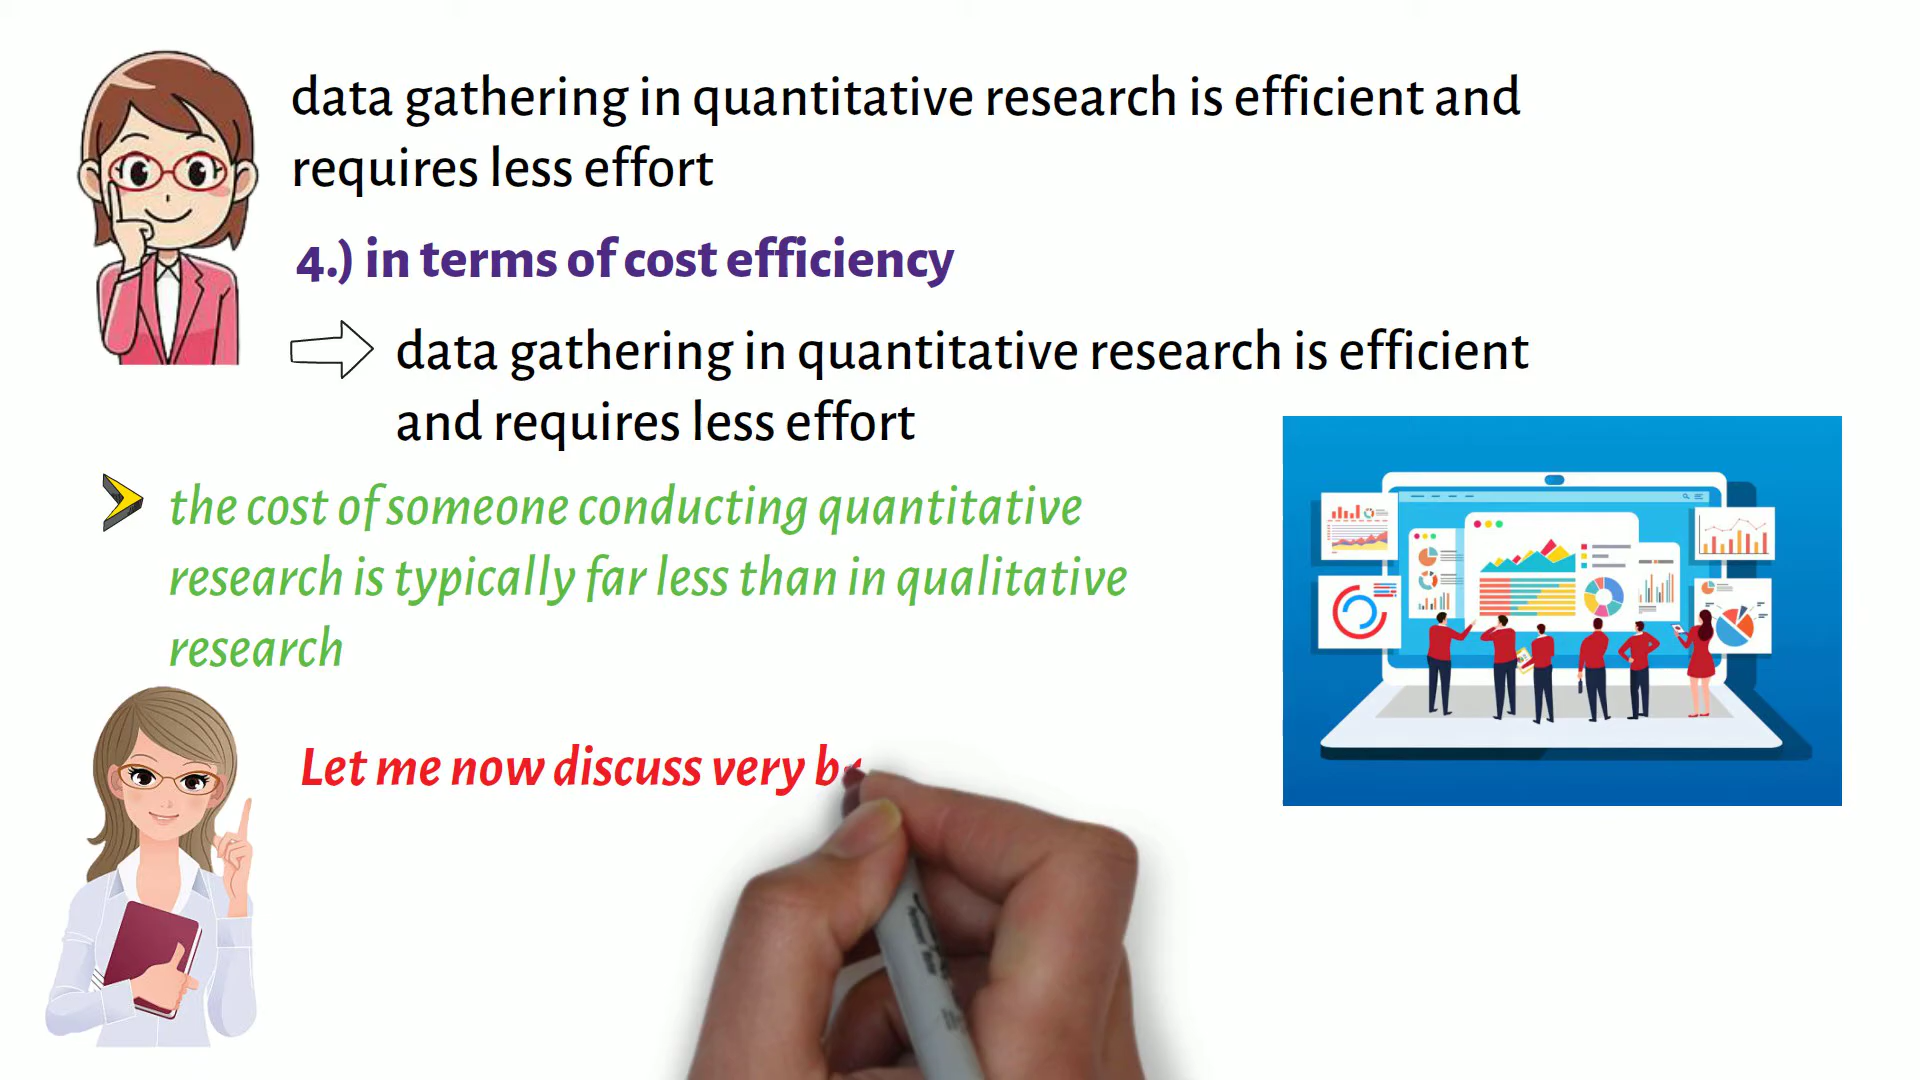 data gathering in quantitative research is efficient and
requires less effort
4.) in terms of cost efficiency
data gathering in quantitative research is efficient
and requires less effort
the cost of someone conducting quantitative
research is typically far less than in qualitative
research
Let me now discuss very